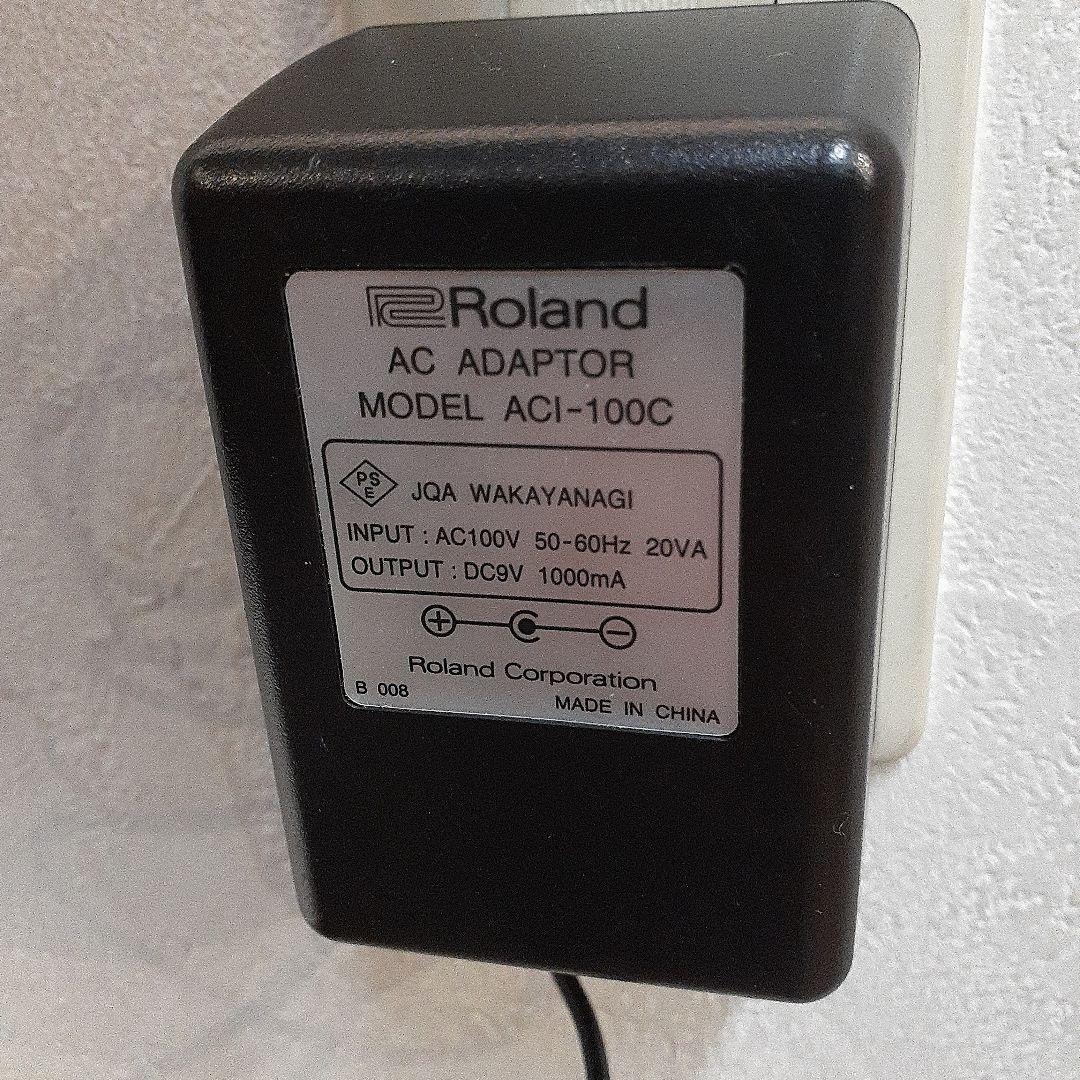 Roland
AC ADAPTOR
MODEL ACI-100C
PS
E
JQA WAKAYANAGI
INPUT : AC100V 50-60Hz 20VA
OUTPUT : DC9V 1000mA
+ −
Roland Corporation
B 008
MADE IN CHINA